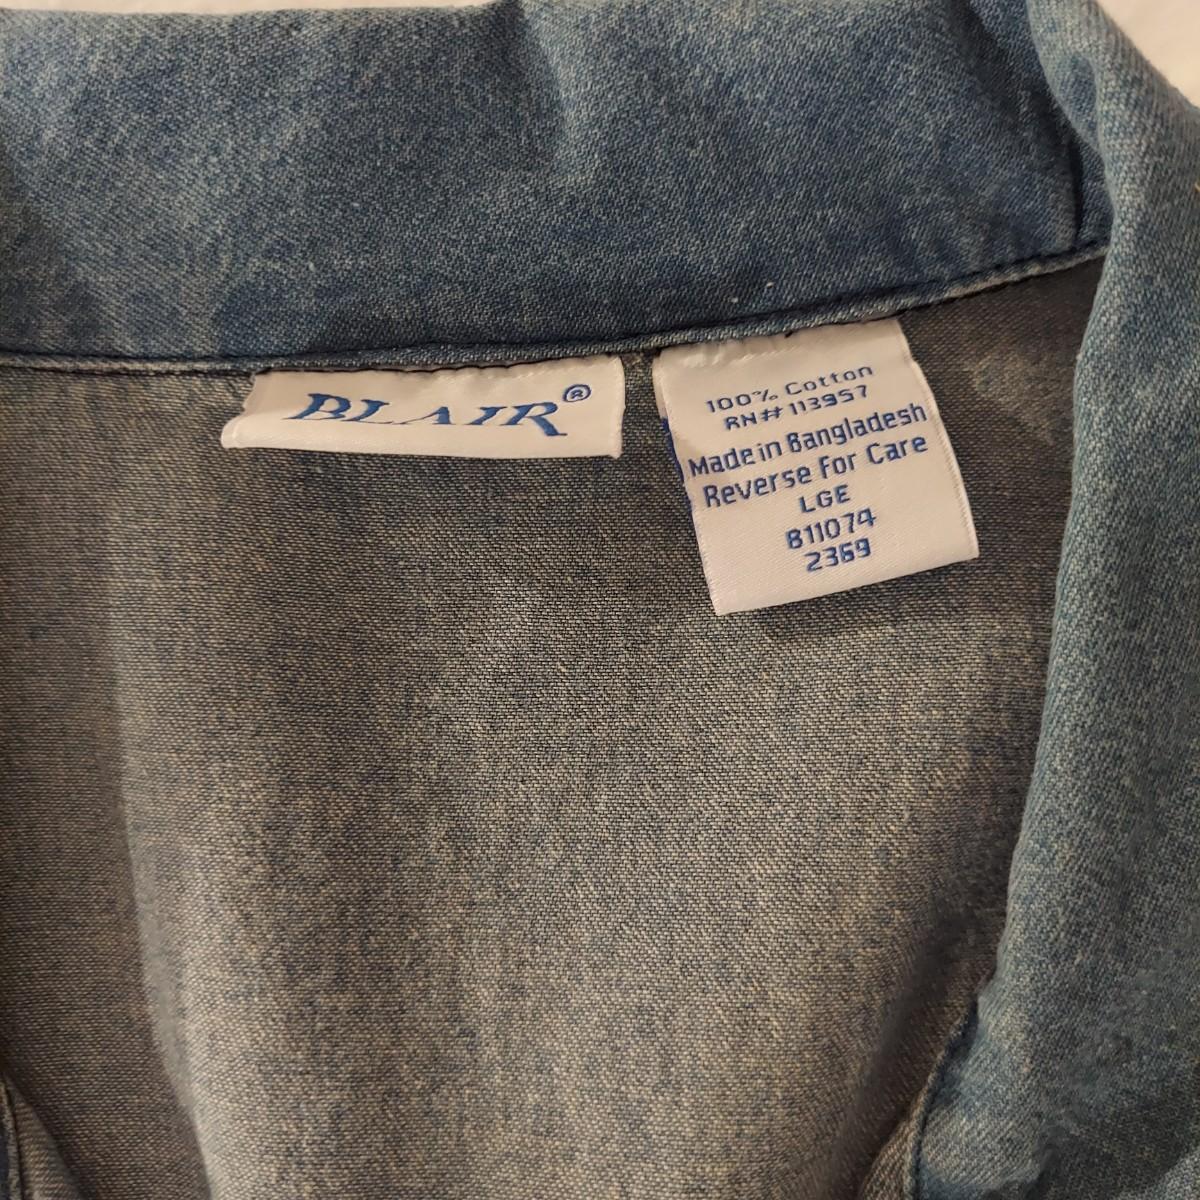 BLAIR®
100% Cotton
RN# 113957
Made in Bangladesh
Reverse For Care
LGE
811074
2369